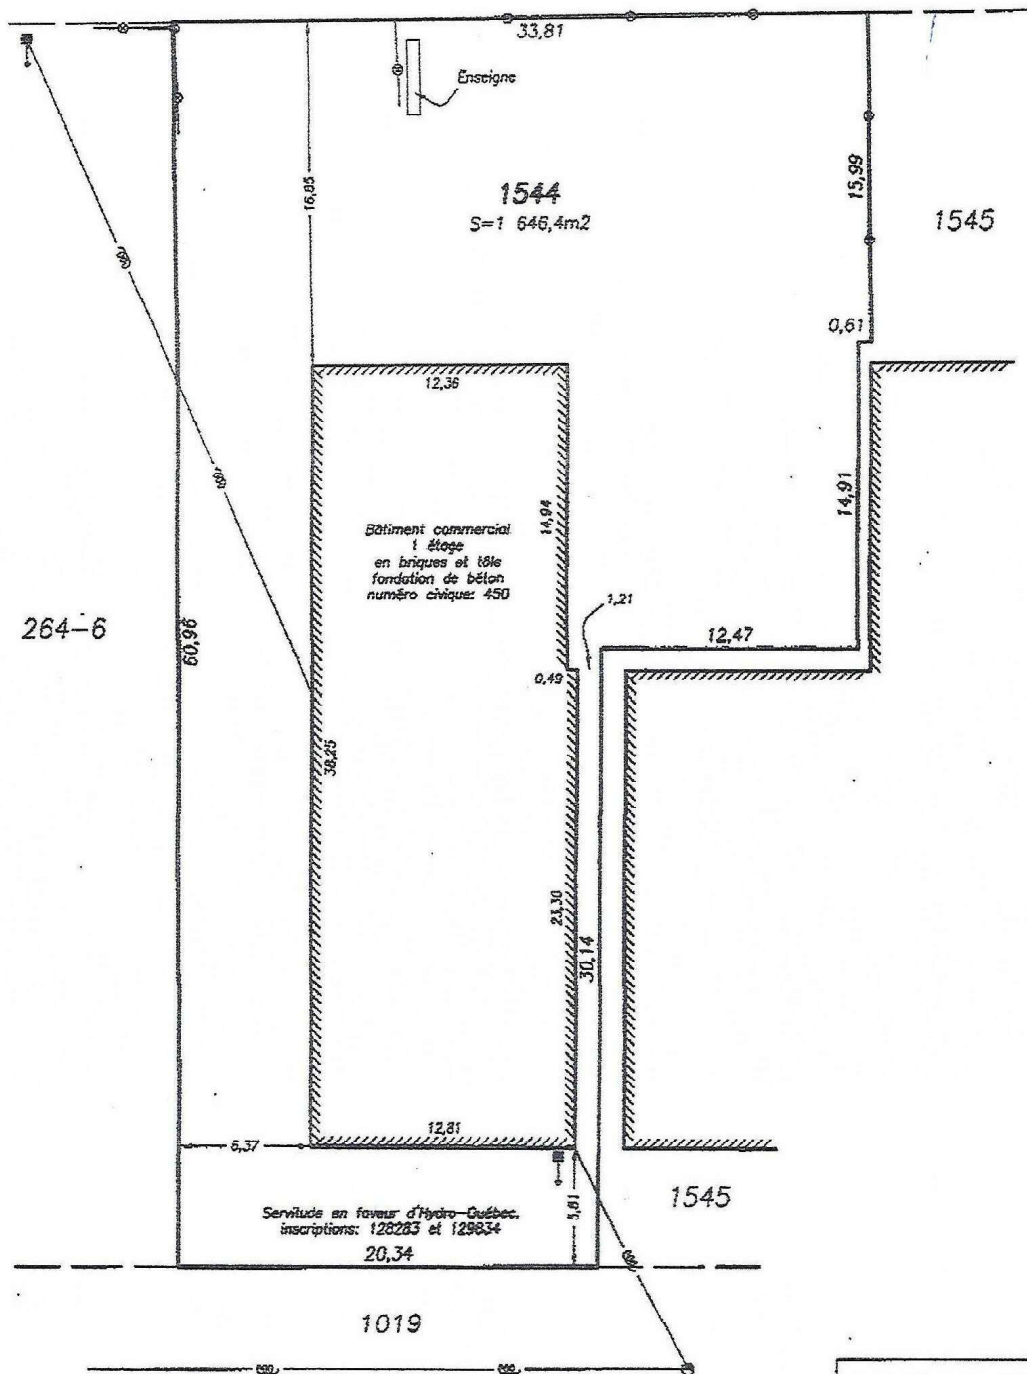 33,81
Enseigne
16,85
1544
S=1 646,4m2
15,99
1545
0,61
12,36
14,94
14,91
Bâtiment commercial
1 étage
en briques et tôle
fondation de béton
numéro civique: 450
1,21
264-6
60,96
12,47
0,49
38,25
23,30
30,14
12,81
6,37
1545
5,81
Servitude en faveur d'Hydro-Québec.
inscriptions: 128283 et 129834
20,34
1019